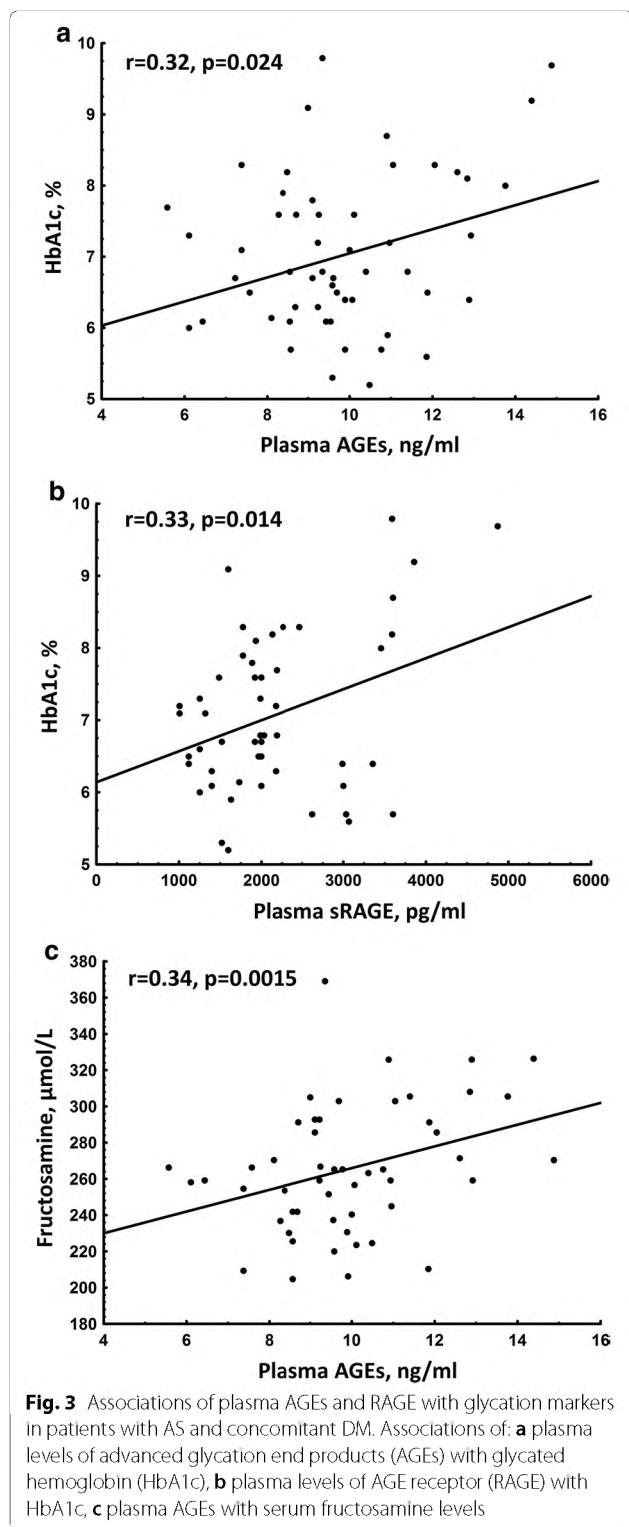 a
r=0.32, p=0.024
10
9
8
7
6
5
HbA1c, %
4 6 8 10 12 14 16
Plasma AGEs, ng/ml
b
r=0.33, p=0.014
10
9
8
7
6
5
HbA1c, %
0 1000 2000 3000 4000 5000 6000
Plasma sRAGE, pg/ml
c
r=0.34, p=0.0015
380
360
340
320
300
280
260
240
220
200
180
Fructosamine, µmol/L
4 6 8 10 12 14 16
Plasma AGEs, ng/ml
Fig. 3 Associations of plasma AGEs and RAGE with glycation markers
in patients with AS and concomitant DM. Associations of: a plasma
levels of advanced glycation end products (AGEs) with glycated
hemoglobin (HbA1c), b plasma levels of AGE receptor (RAGE) with
HbA1c, c plasma AGEs with serum fructosamine levels